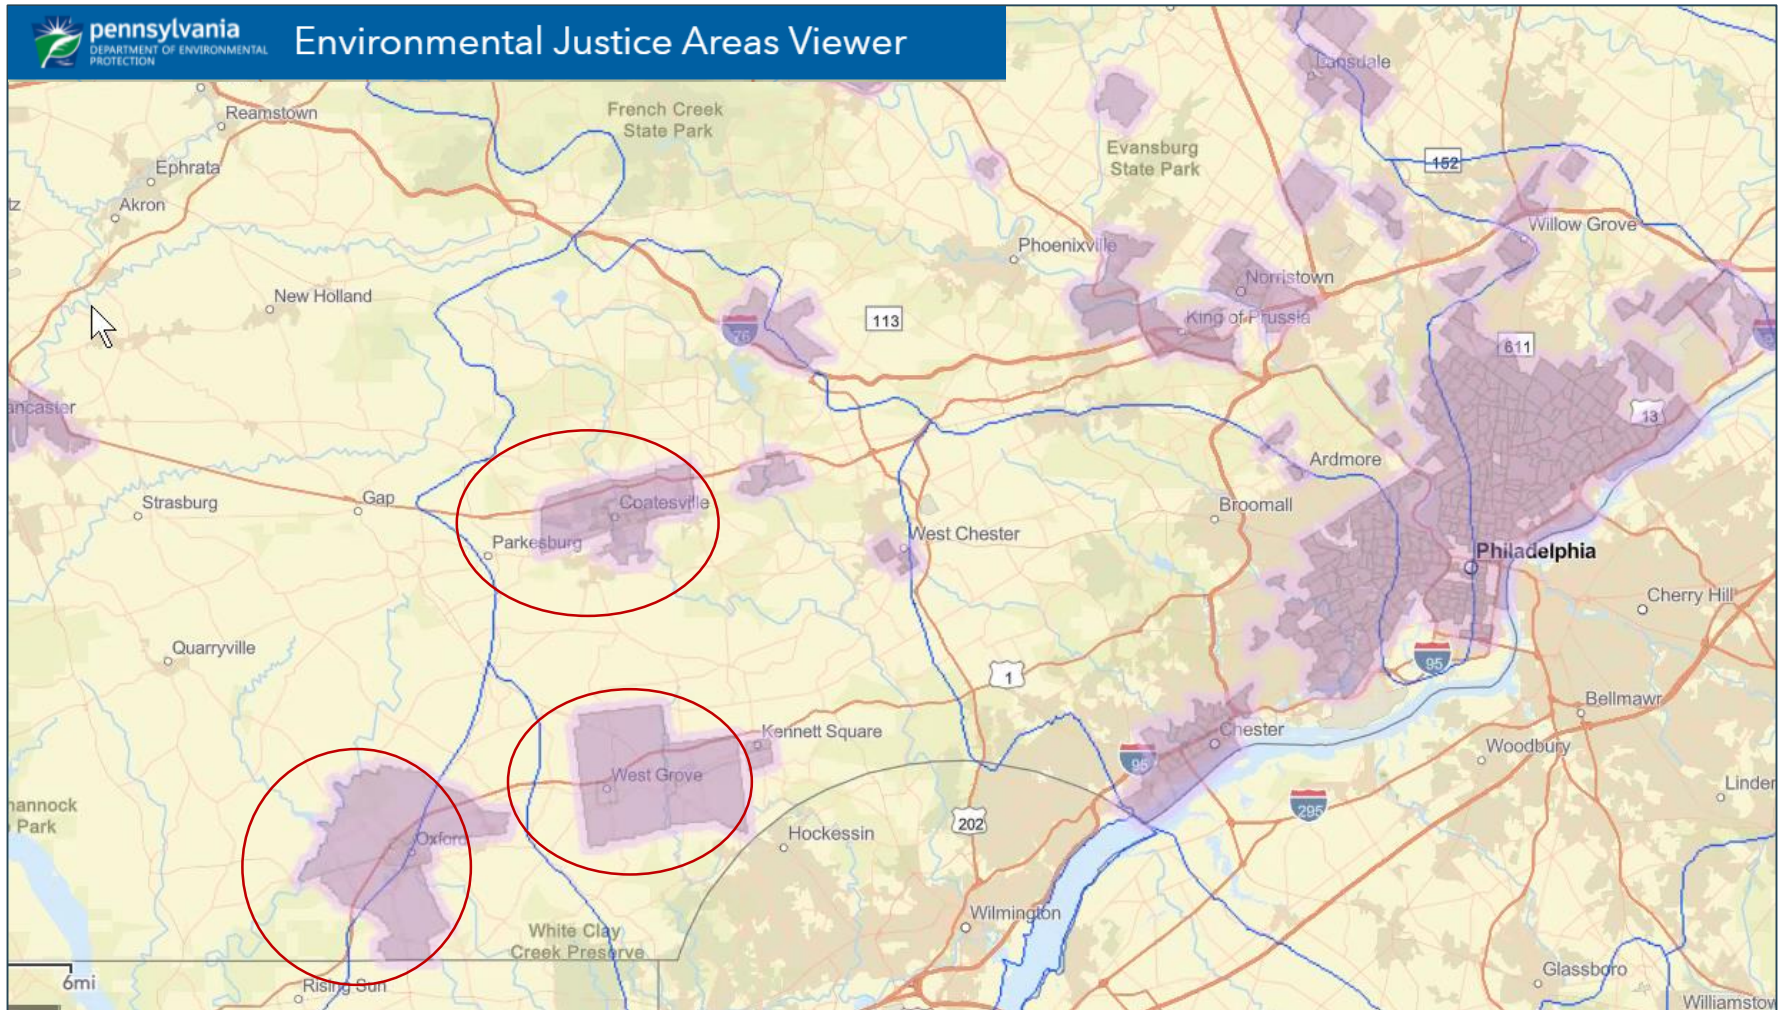 pennsylvania
DEPARTMENT OF ENVIRONMENTAL
PROTECTION
Environmental Justice Areas Viewer
Lansdale
Reamstown
French Creek
State Park
Evansburg
State Park
152
Ephrata
tz
Akron
Willow Grove
Phoenixville
Norristown
New Holland
76
113
King of Prussia
611
ancaster
13
Ardmore
Strasburg
Gap
Coatesville
Broomall
Parkesburg
West Chester
Philadelphia
Cherry Hill
Quarryville
95
1
Bellmawr
Kennett Square
Chester
Woodbury
West Grove
95
Linder
hannock
Park
295
202
Hockessin
Oxford
Wilmington
White Clay
Creek Preserve
Glassboro
6mi
Rising Sun
Williamstow